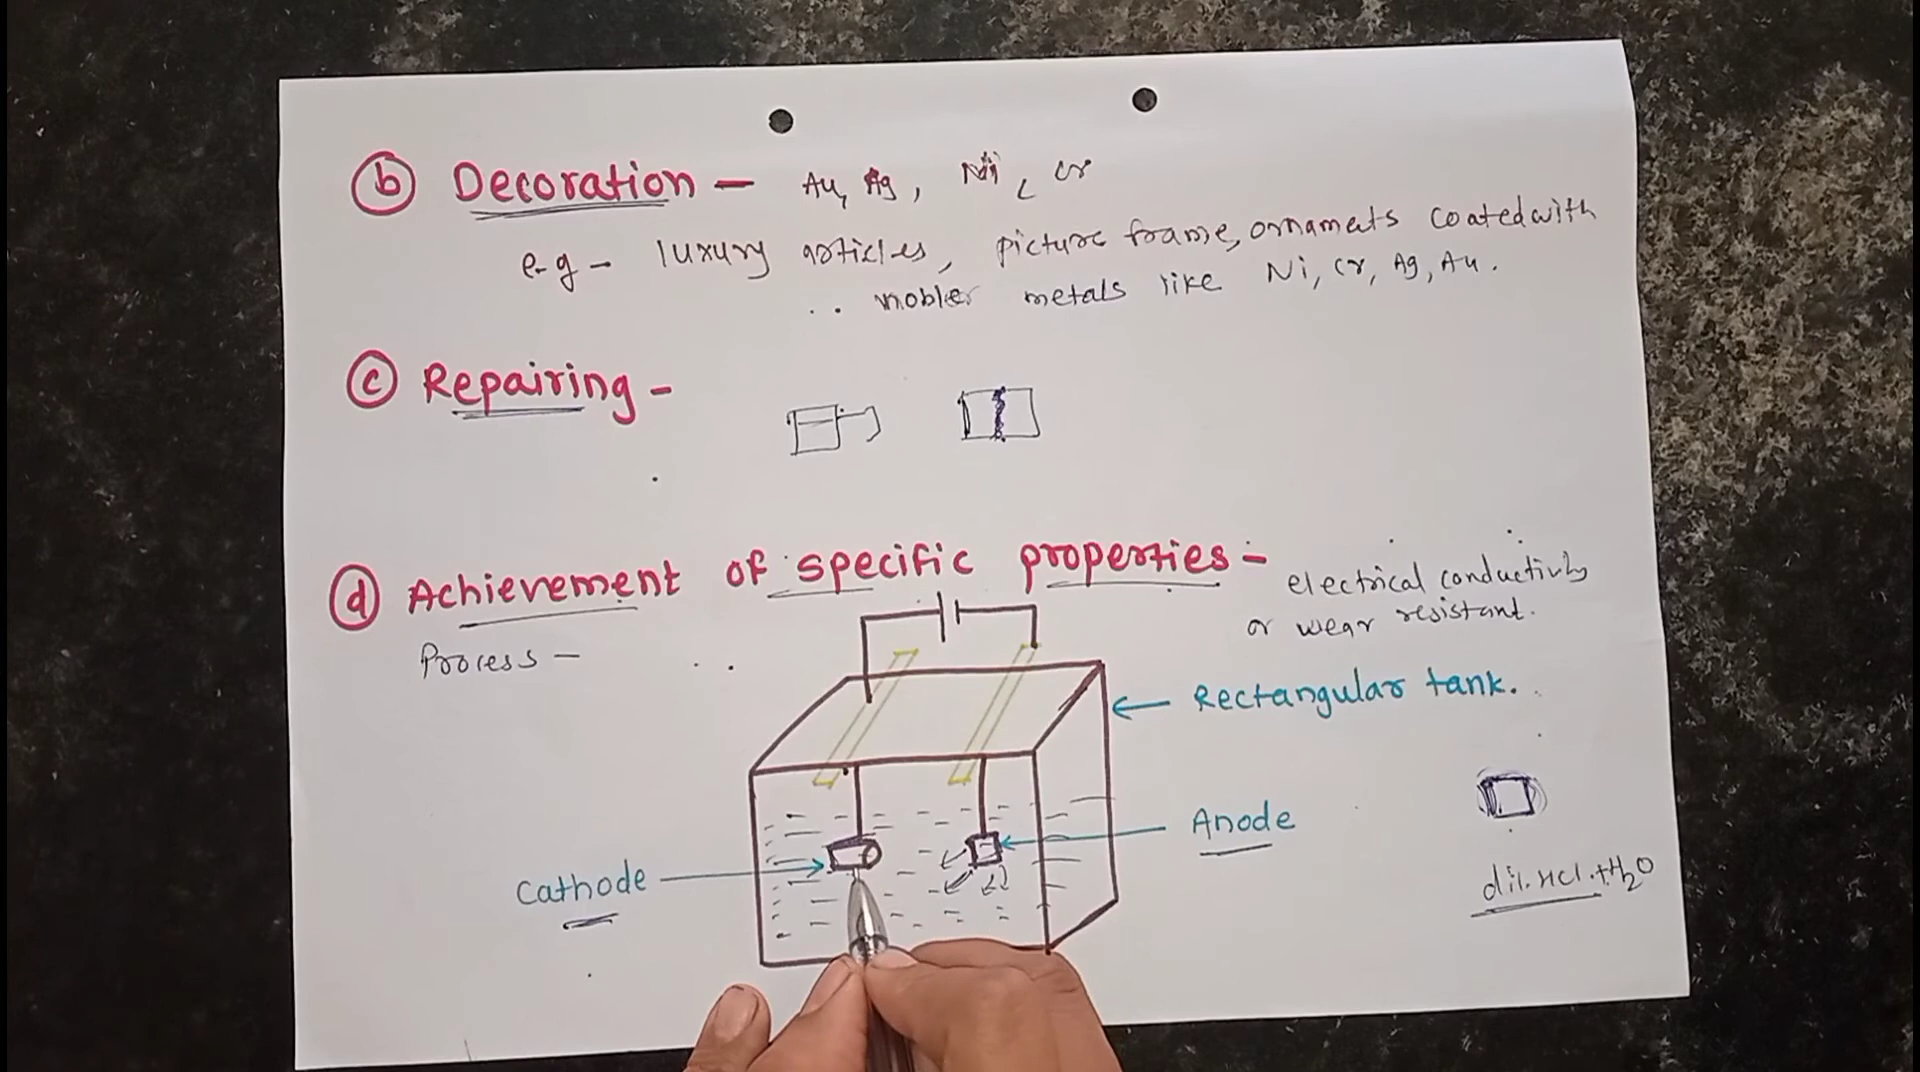 b Decoration - Au, Ag, Ni, Cr
e.g - luxury articles, picture frame, ornamats coated with
nobler metals like Ni, Cr, Ag, Au.
c Repairing -
d Achievement of specific properties - electrical conductivity
or wear resistant.
Process -
Rectangular tank.
Anode
Cathode
dil. HCl. + H2O